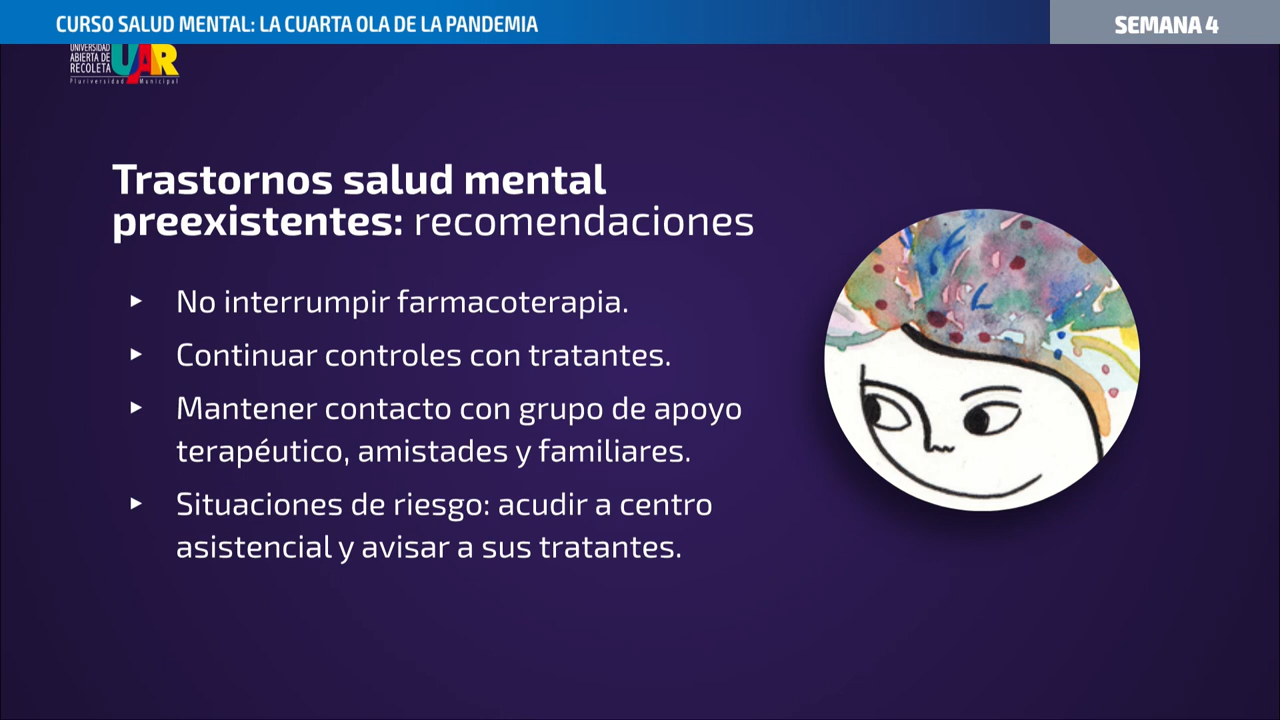 CURSO SALUD MENTAL: LA CUARTA OLA DE LA PANDEMIA
SEMANA 4
UNIVERSIDAD
ABIERTA DE
RECOLETA
UAR
Pluriversidad Municipal
Trastornos salud mental
preexistentes: recomendaciones
‣ No interrumpir farmacoterapia.
‣ Continuar controles con tratantes.
‣ Mantener contacto con grupo de apoyo
terapéutico, amistades y familiares.
‣ Situaciones de riesgo: acudir a centro
asistencial y avisar a sus tratantes.